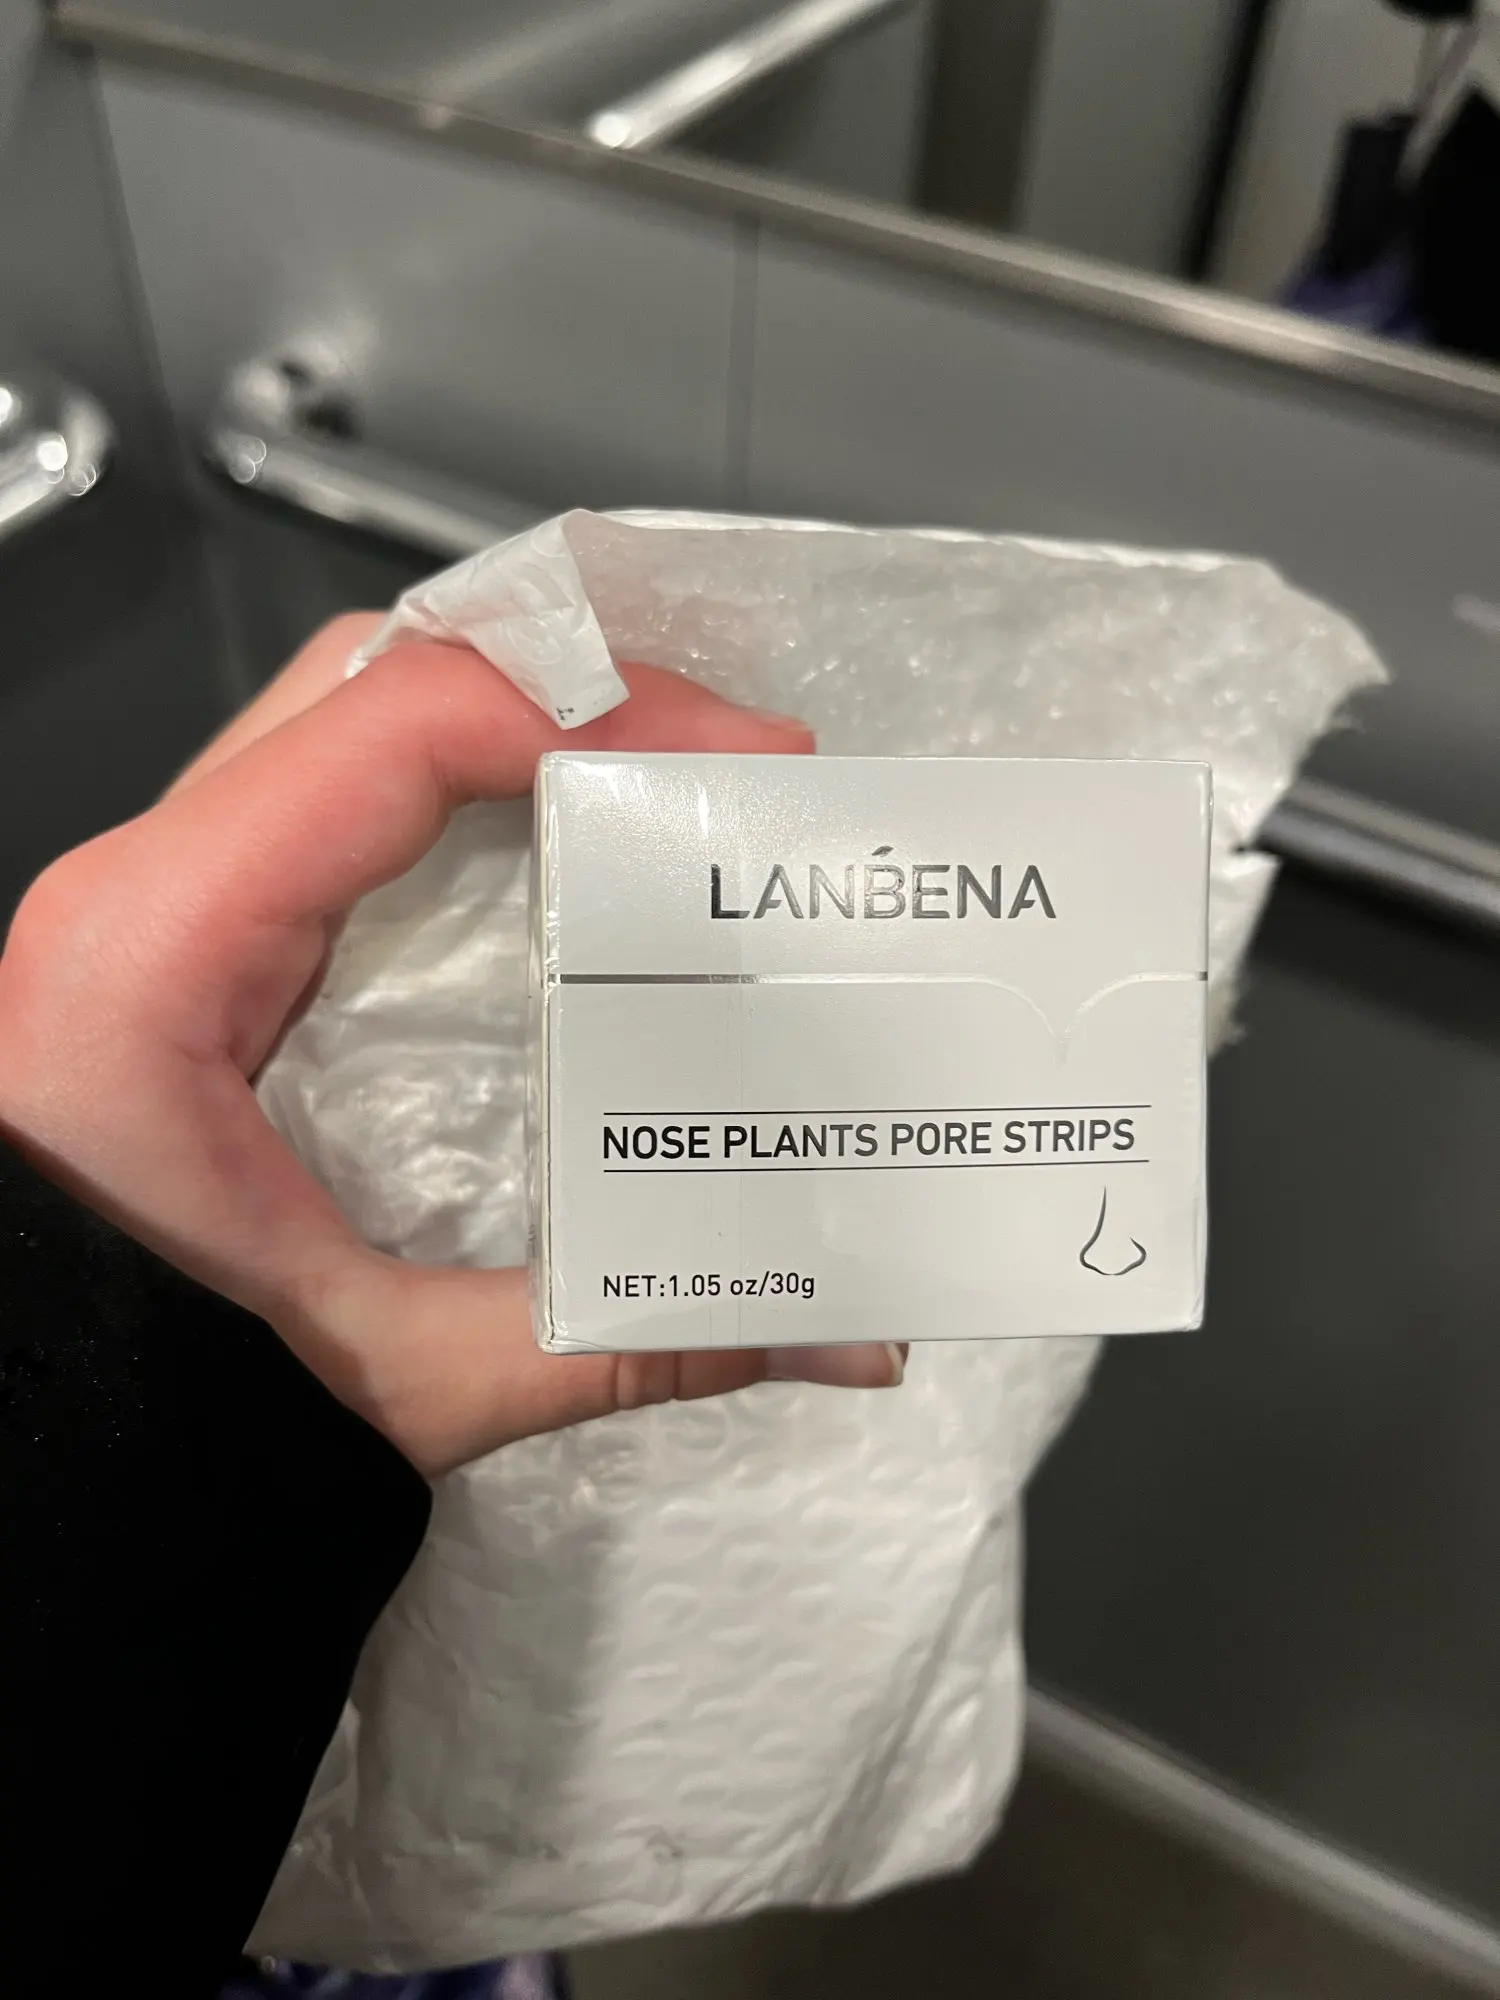 LANBENA
NOSE PLANTS PORE STRIPS
NET:1.05 oz/30g